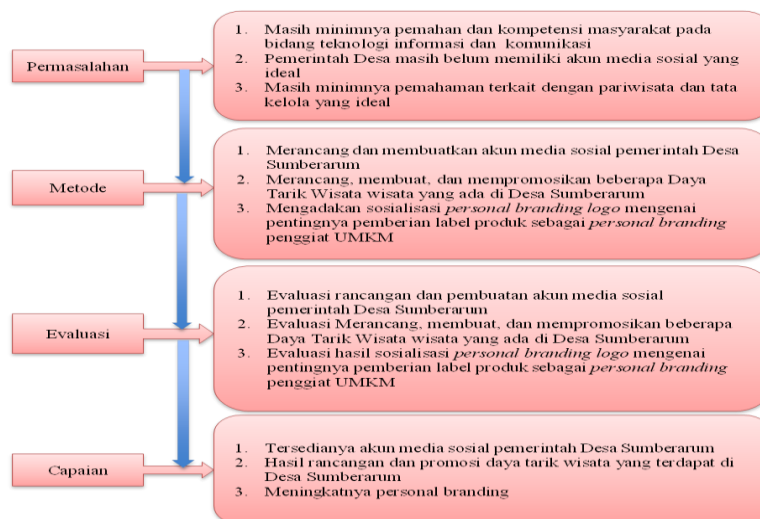 Permasalahan
1. Masih minimnya pemahan dan kompetensi masyarakat pada
bidang teknologi informasi dan komunikasi
2. Pemerintah Desa masih belum memiliki akun media sosial yang
ideal
3. Masih minimnya pemahaman terkait dengan pariwisata dan tata
kelola yang ideal
Metode
1. Merancang dan membuatkan akun media sosial pemerintah Desa
Sumberarum
2. Merancang, membuat, dan mempromosikan beberapa Daya
Tarik Wisata wisata yang ada di Desa Sumberarum
3. Mengadakan sosialisasi personal branding logo mengenai
pentingnya pemberian label produk sebagai personal branding
penggiat UMKM
Evaluasi
1. Evaluasi rancangan dan pembuatan akun media sosial
pemerintah Desa Sumberarum
2. Evaluasi Merancang, membuat, dan mempromosikan beberapa
Daya Tarik Wisata wisata yang ada di Desa Sumberarum
3. Evaluasi hasil sosialisasi personal branding logo mengenai
pentingnya pemberian label produk sebagai personal branding
penggiat UMKM
Capaian
1. Tersedianya akun media sosial pemerintah Desa Sumberarum
2. Hasil rancangan dan promosi daya tarik wisata yang terdapat di
Desa Sumberarum
3. Meningkatnya personal branding